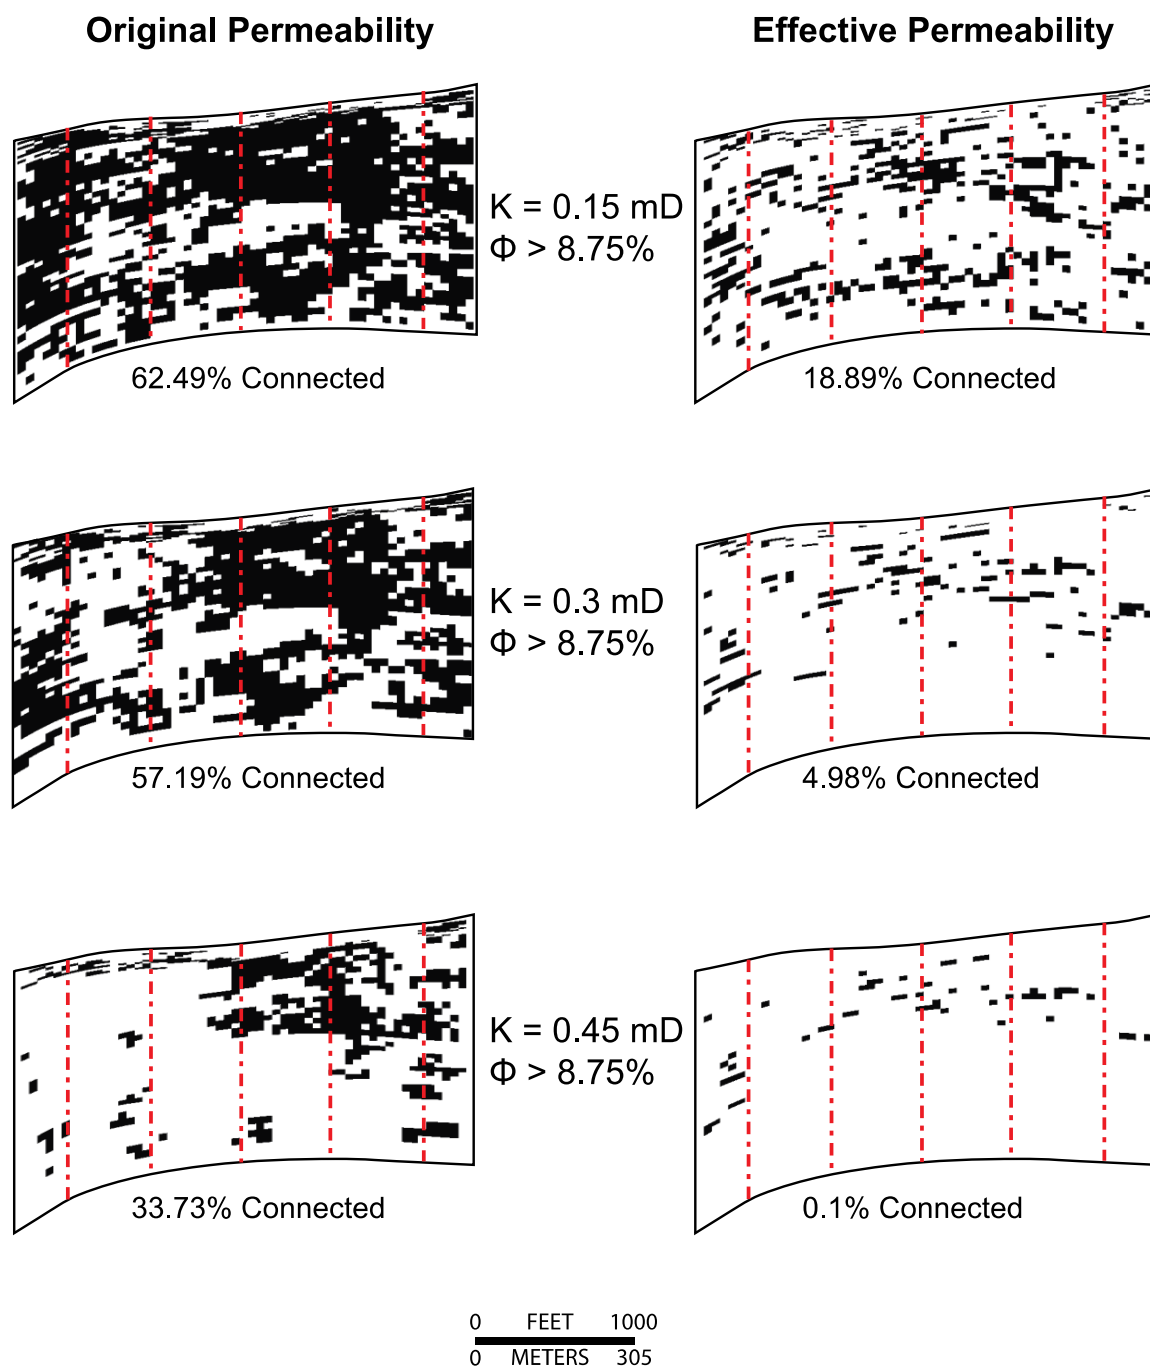 Original Permeability
Effective Permeability
K = 0.15 mD
Φ > 8.75%
62.49% Connected
18.89% Connected
K = 0.3 mD
Φ > 8.75%
57.19% Connected
4.98% Connected
K = 0.45 mD
Φ > 8.75%
33.73% Connected
0.1% Connected
0 FEET 1000
0 METERS 305